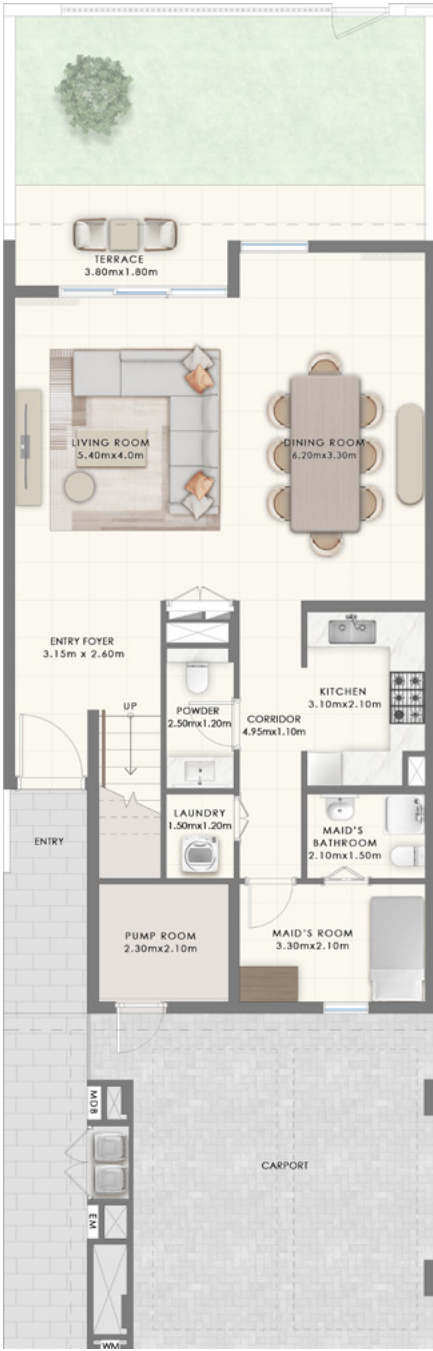 TERRACE
3.80mx1.80m
LIVING ROOM
5.40mx4.0m
DINING ROOM
6.20mx3.30m
ENTRY FOYER
3.15m x 2.60m
UP
POWDER
2.50mx1.20m
CORRIDOR
4.95mx1.10m
KITCHEN
3.10mx2.10m
ENTRY
LAUNDRY
1.50mx1.20m
MAID'S
BATHROOM
2.10mx1.50m
PUMP ROOM
2.30mx2.10m
MAID'S ROOM
3.30mx2.10m
MDB
CARPORT
EM
WM